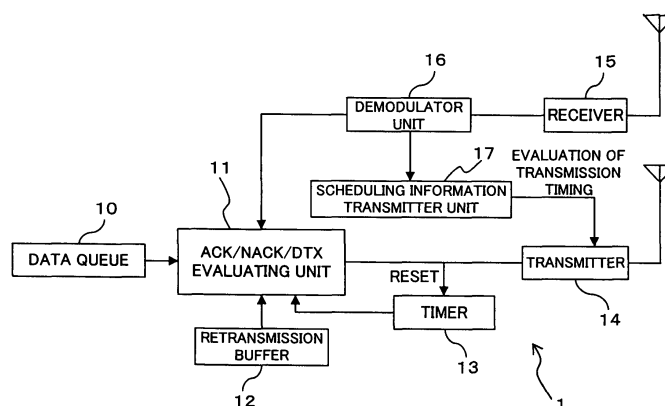 16
15
DEMODULATOR
UNIT
RECEIVER
17
EVALUATION OF
TRANSMISSION
TIMING
SCHEDULING INFORMATION
TRANSMITTER UNIT
11
10
ACK/NACK/DTX
EVALUATING UNIT
DATA QUEUE
TRANSMITTER
RESET
14
TIMER
RETRANSMISSION
BUFFER
13
12
1